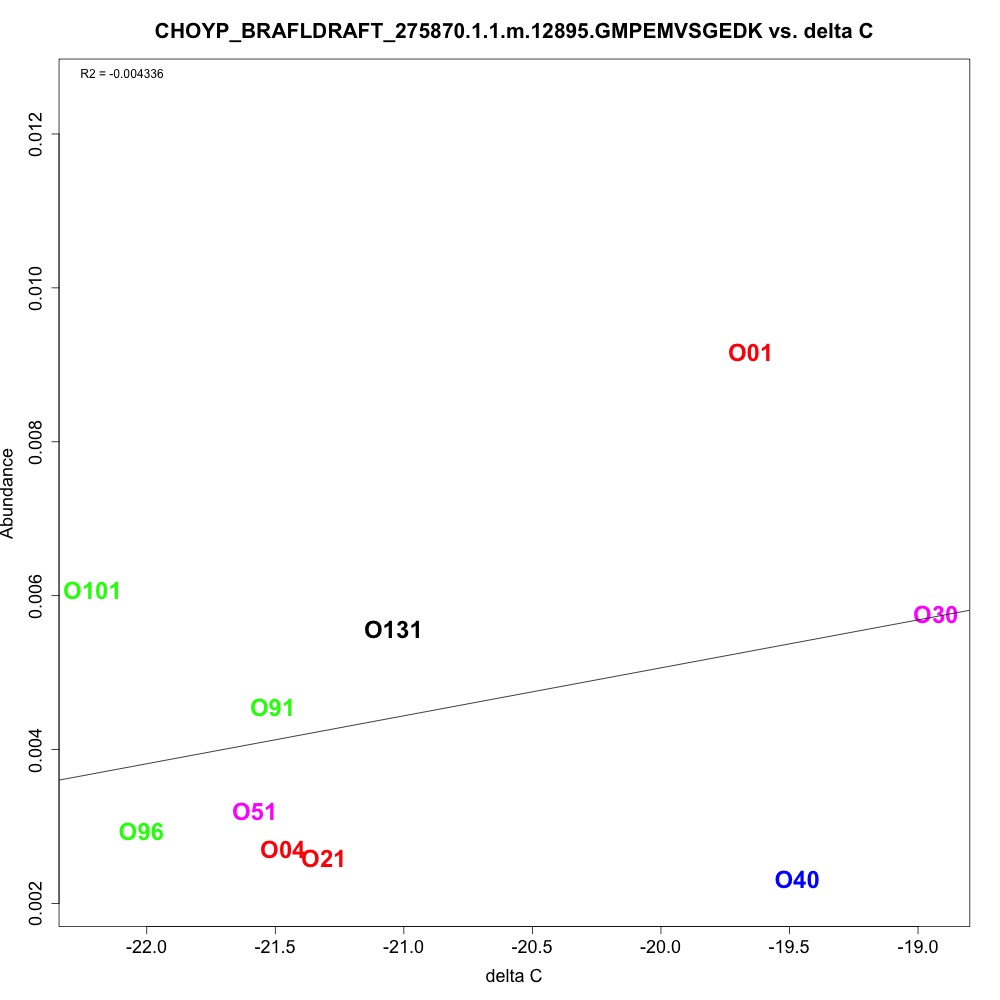 CHOYP_BRAFLDRAFT_275870.1.1.m.12895.GMPEMVSGEDK vs. delta C
R2 = -0.004336
0.012
0.010
O01
0.008
Abundance
O101
0.006
O30
O131
O91
0.004
O51
O96
O04
O21
O40
0.002
-22.0 -21.5 -21.0 -20.5 -20.0 -19.5 -19.0
delta C